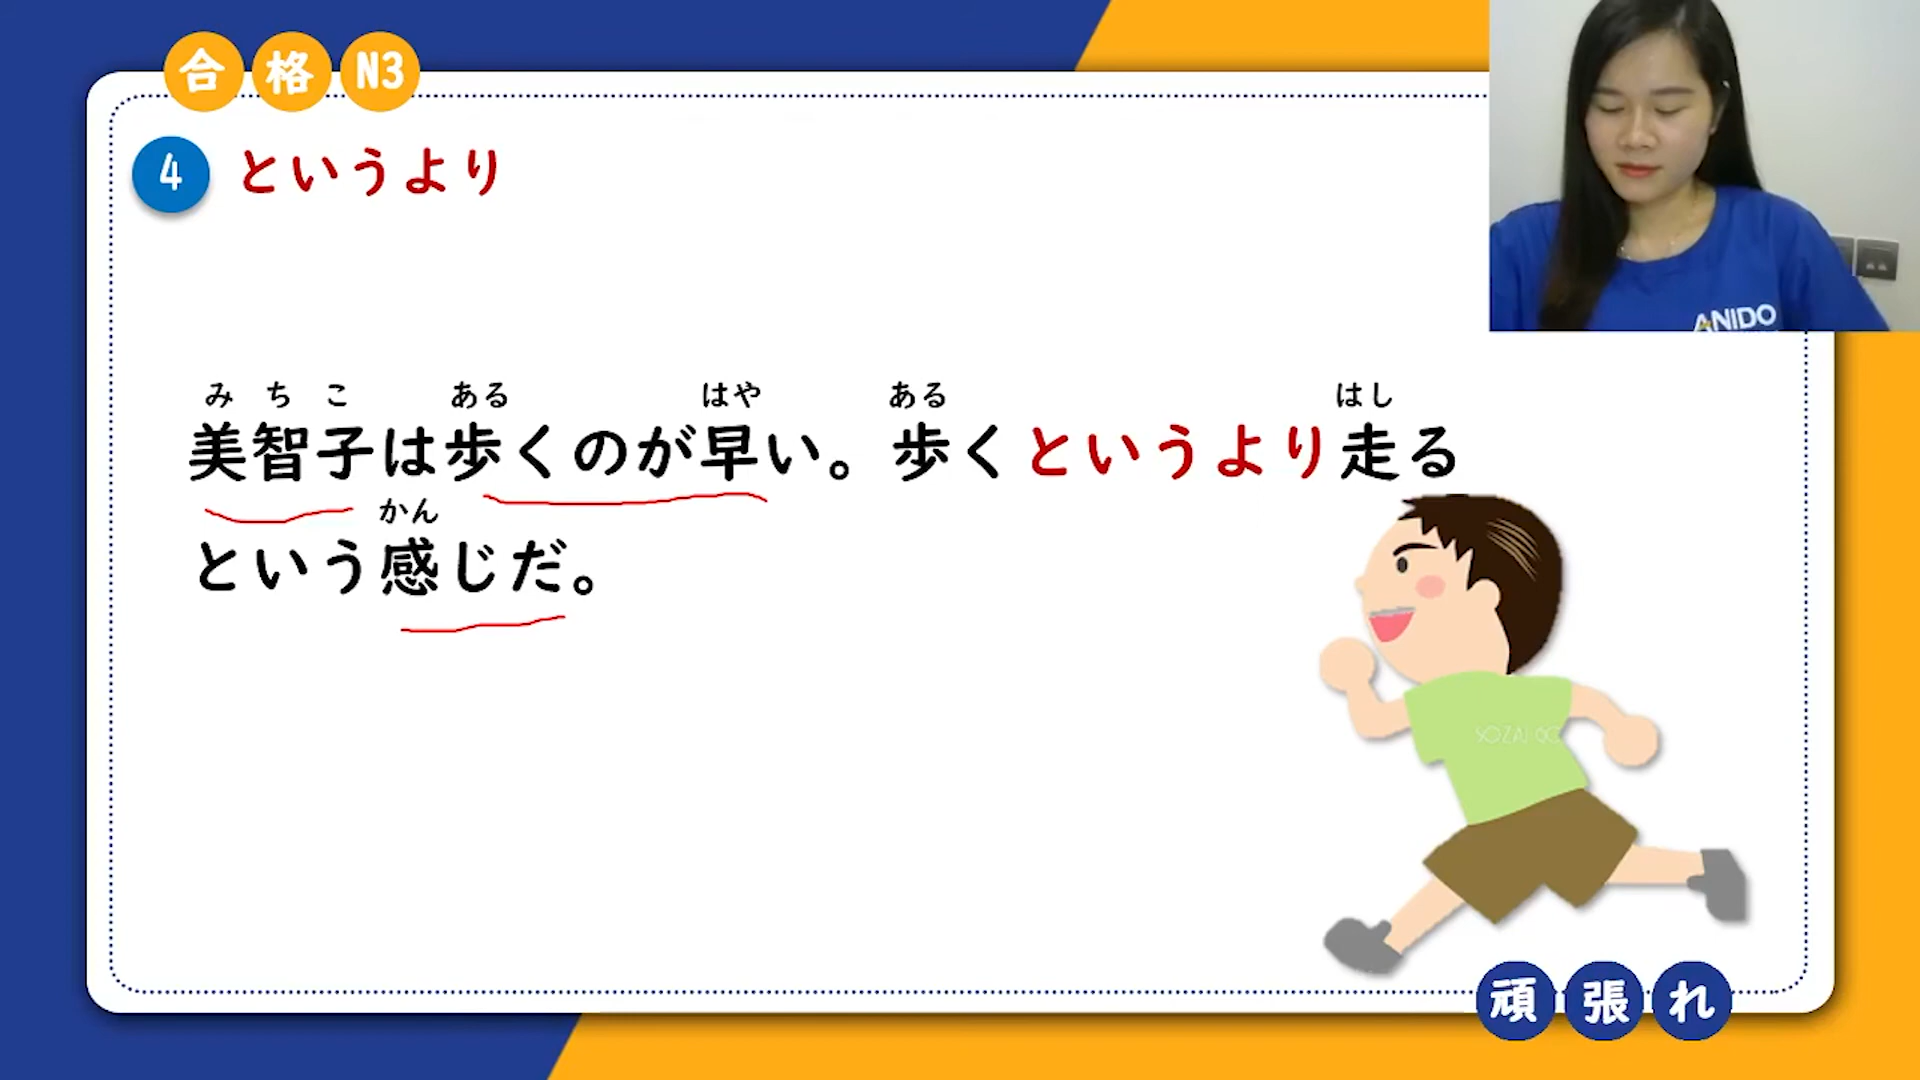 合格N3
4 というより
ANIDO
み ち こ ある はや ある はし
美智子は歩くのが早い。歩くというより走る
かん
という感じだ。
頑張れ